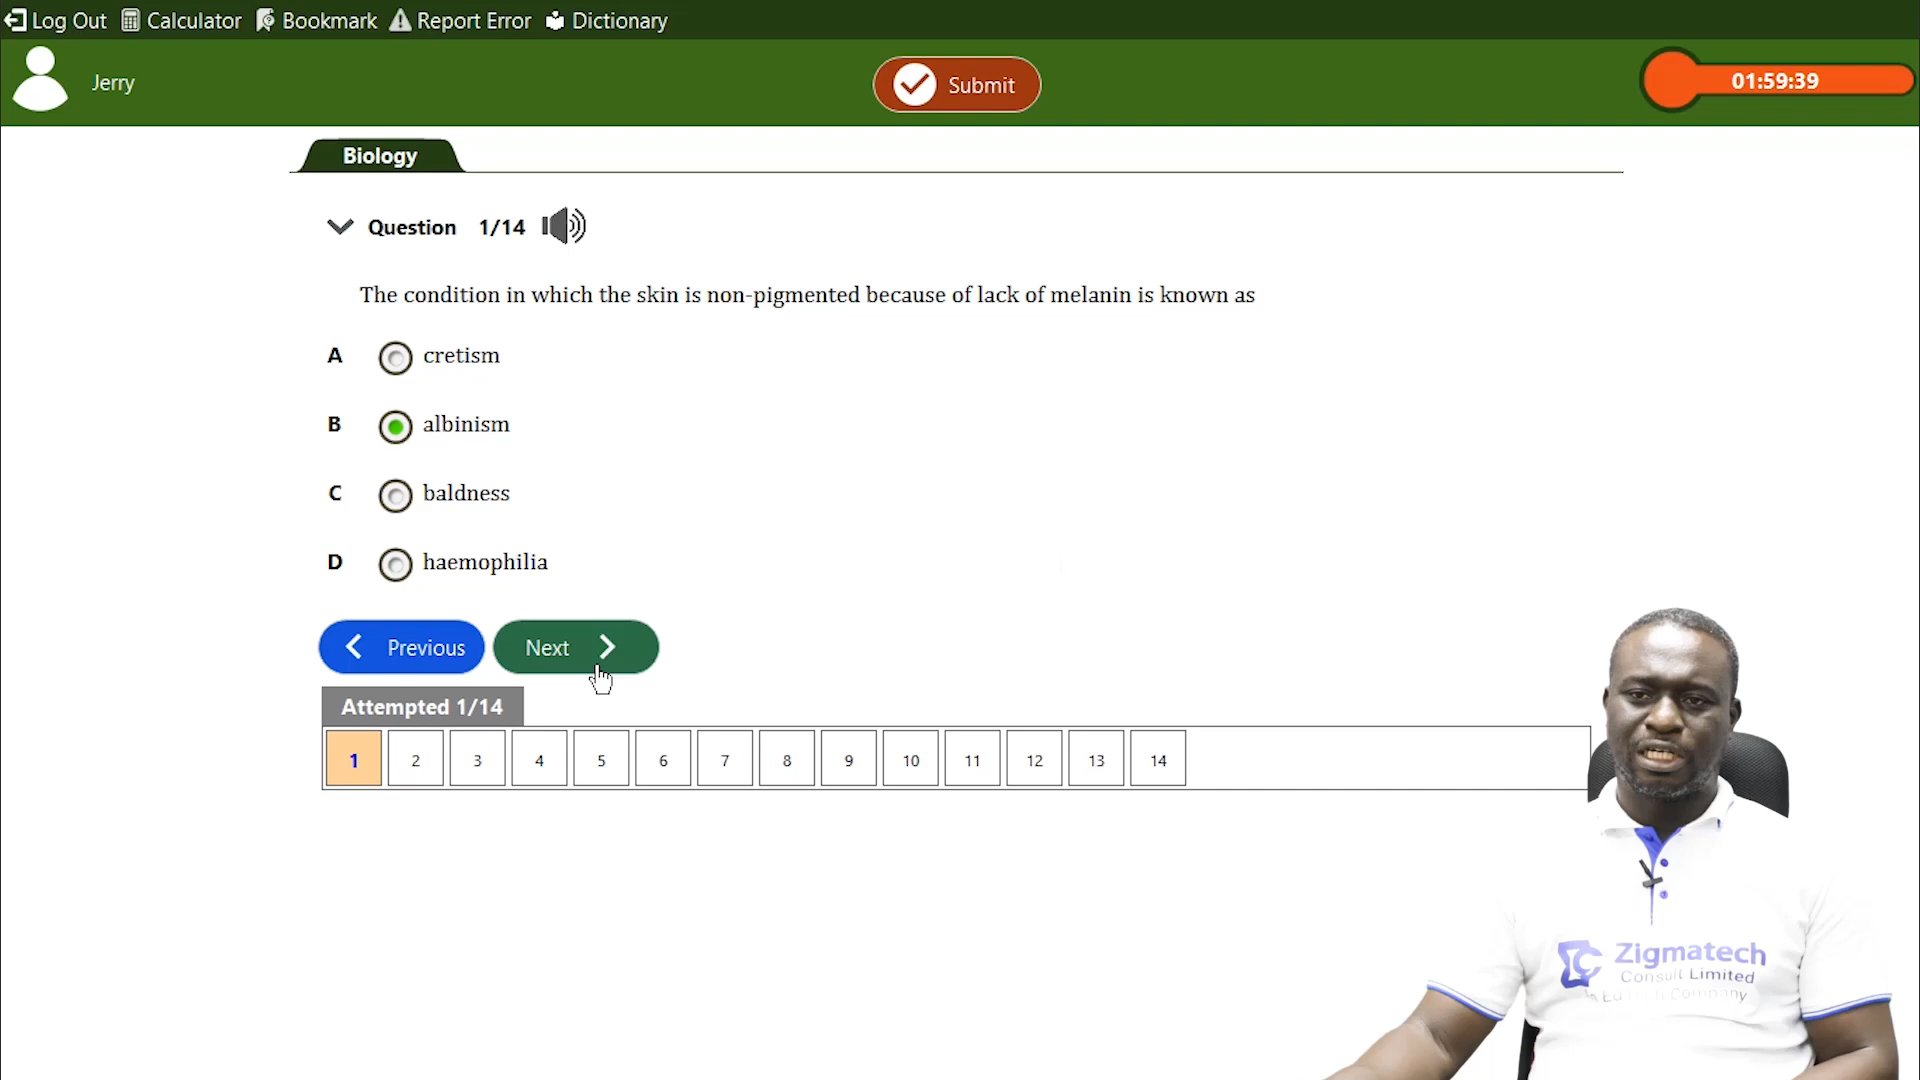 Log Out Calculator Bookmark Report Error Dictionary
Jerry
Submit
01:59:39
Biology
Question 1/14
The condition in which the skin is non-pigmented because of lack of melanin is known as
A cretism
B albinism
C baldness
D haemophilia
Previous Next
Attempted 1/14
1 2 3 4 5 6 7 8 9 10 11 12 13 14
Zigmatech
Consult Limited
Company